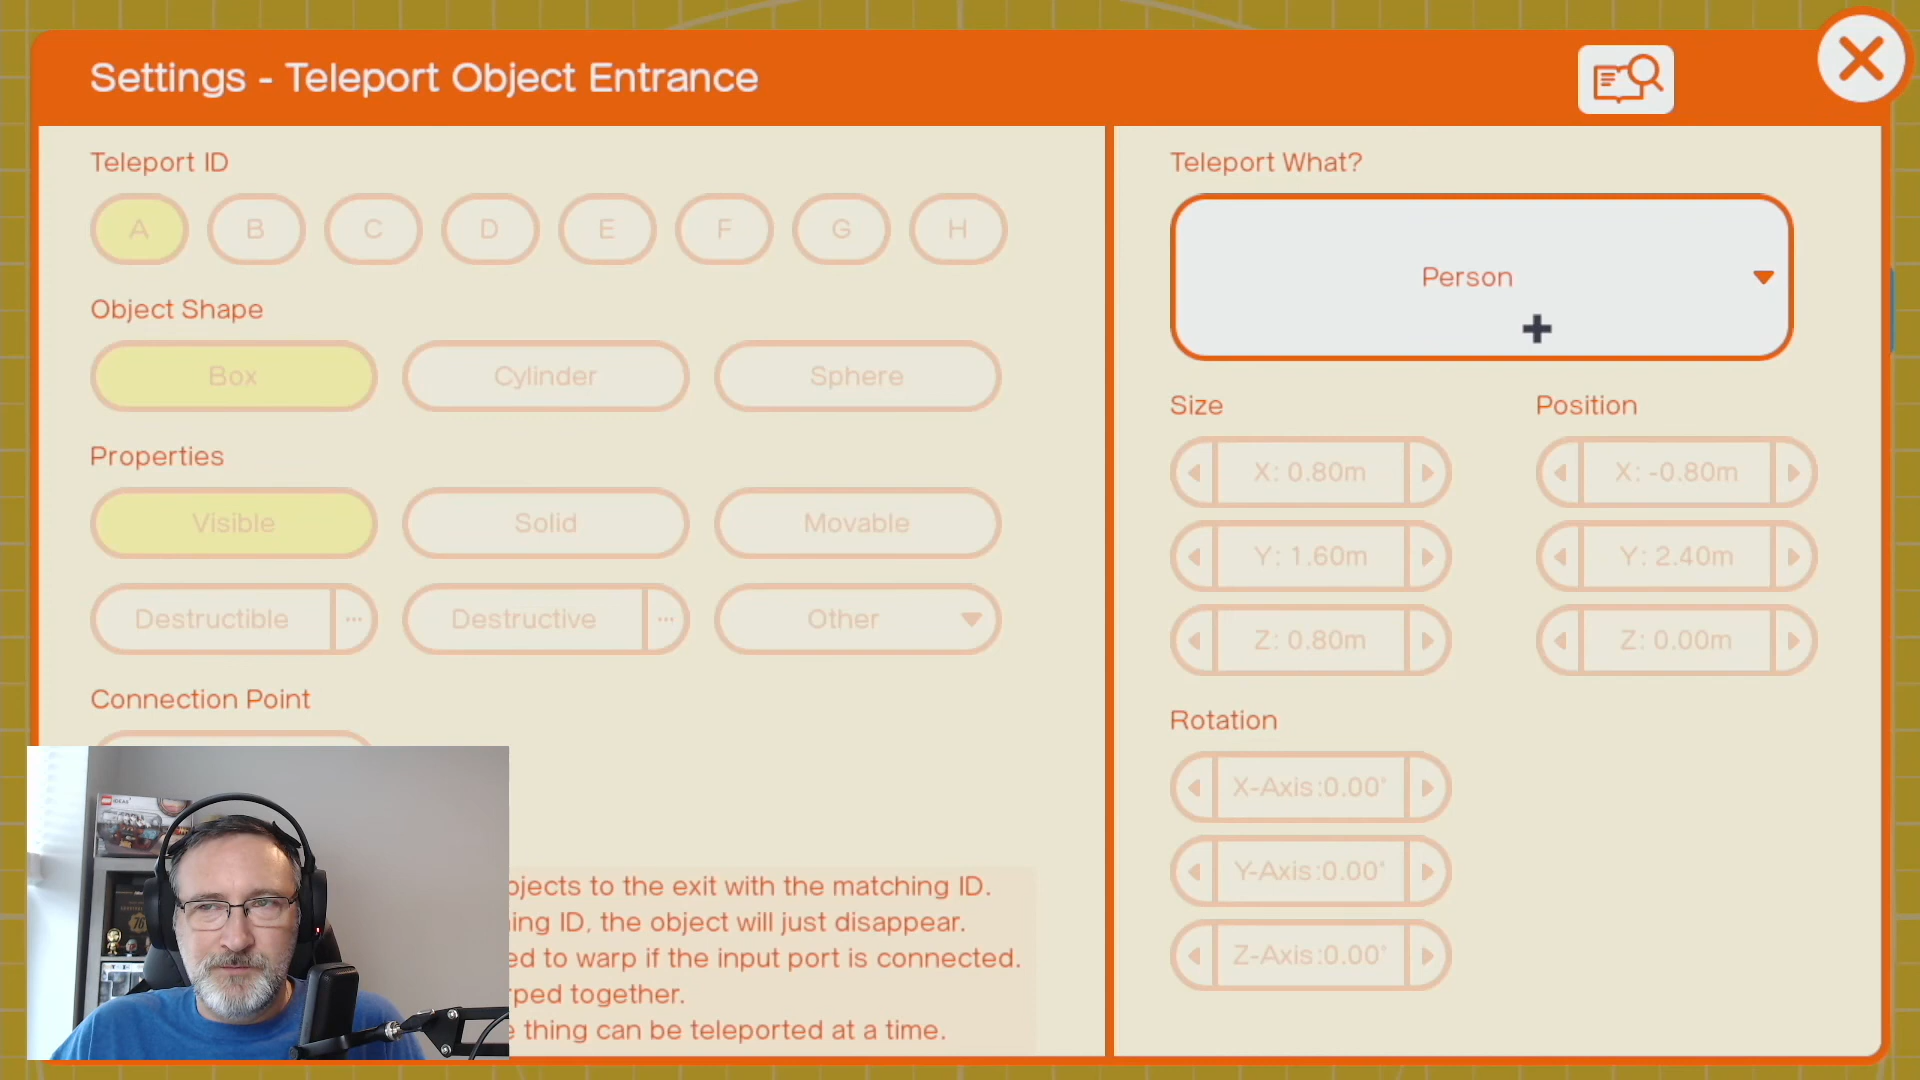 Settings - Teleport Object Entrance
Teleport ID
A B C D E F G H
Object Shape
Box Cylinder Sphere
Properties
Visible Solid Movable
Destructible ... Destructive ... Other
Connection Point
bjects to the exit with the matching ID.
ing ID, the object will just disappear.
ed to warp if the input port is connected.
rped together.
e thing can be teleported at a time.
Teleport What?
Person
Size
X: 0.80m
Y: 1.60m
Z: 0.80m
Position
X: -0.80m
Y: 2.40m
Z: 0.00m
Rotation
X-Axis:0.00°
Y-Axis:0.00°
Z-Axis:0.00°
LEGO IDEAS